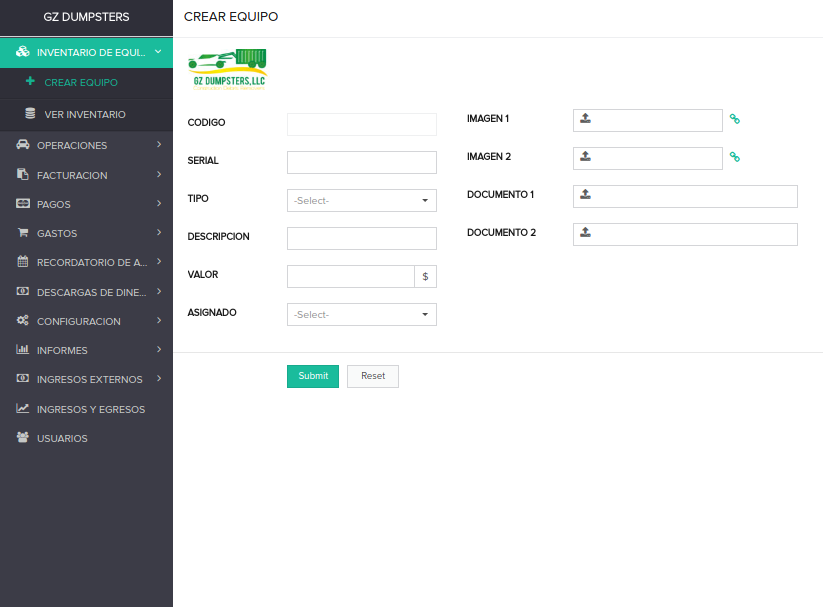 GZ DUMPSTERS
CREAR EQUIPO
INVENTARIO DE EQUI...
CREAR EQUIPO
VER INVENTARIO
OPERACIONES
FACTURACION
PAGOS
GASTOS
RECORDATORIO DE A...
DESCARGAS DE DINE...
CONFIGURACION
INFORMES
INGRESOS EXTERNOS
INGRESOS Y EGRESOS
USUARIOS
GZ DUMPSTERS,LLC
CODIGO
SERIAL
TIPO
-Select-
DESCRIPCION
VALOR
$
ASIGNADO
-Select-
IMAGEN 1
IMAGEN 2
DOCUMENTO 1
DOCUMENTO 2
Submit
Reset